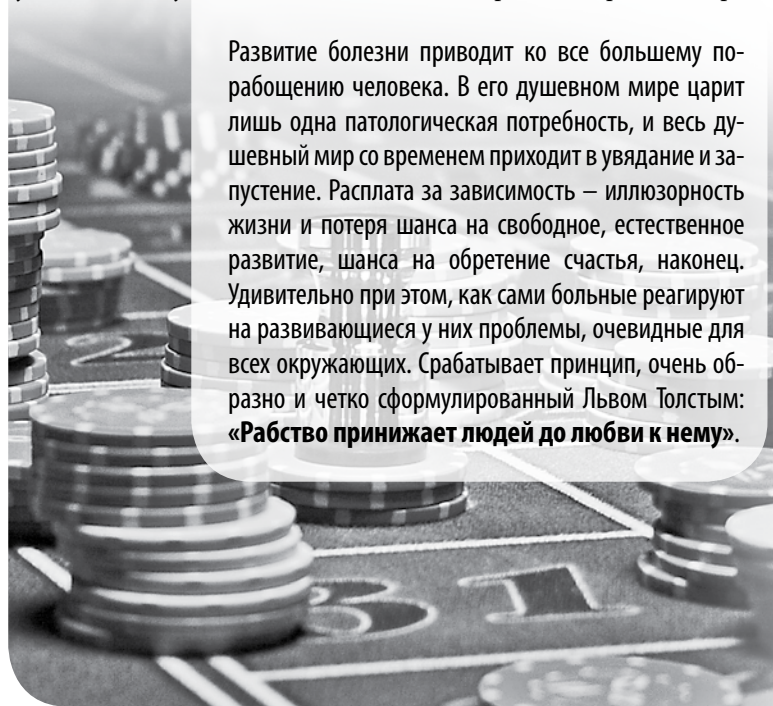 Развитие болезни приводит ко все большему по-
рабощению человека. В его душевном мире царит
лишь одна патологическая потребность, и весь ду-
шевный мир со временем приходит в увядание и за-
пустение. Расплата за зависимость – иллюзорность
жизни и потеря шанса на свободное, естественное
развитие, шанса на обретение счастья, наконец.
Удивительно при этом, как сами больные реагируют
на развивающиеся у них проблемы, очевидные для
всех окружающих. Срабатывает принцип, очень об-
разно и четко сформулированный Львом Толстым:
«Рабство принижает людей до любви к нему».
31